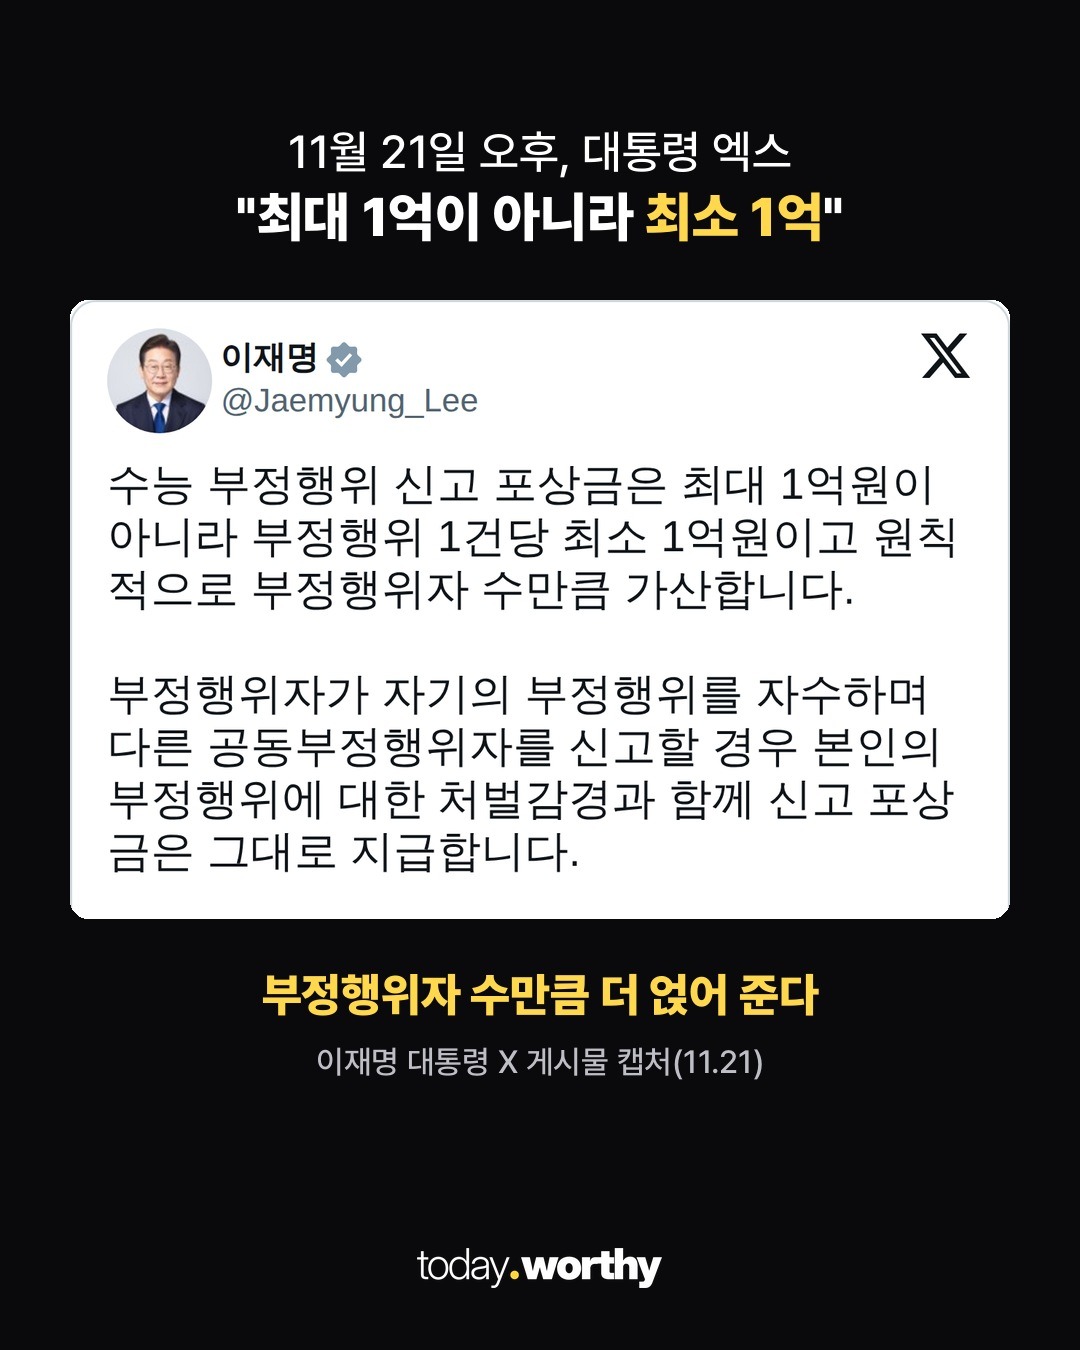 11월 21일 오후, 대통령 엑스
"최대 1억이 아니라 최소 1억"
이재명
@Jaemyung_Lee
수능 부정행위 신고 포상금은 최대 1억원이
아니라 부정행위 1건당 최소 1억원이고 원칙
적으로 부정행위자 수만큼 가산합니다.
부정행위자가 자기의 부정행위를 자수하며
다른 공동부정행위자를 신고할 경우 본인의
부정행위에 대한 처벌감경과 함께 신고 포상
금은 그대로 지급합니다.
부정행위자 수만큼 더 얹어 준다
이재명 대통령 X 게시물 캡처(11.21)
today.worthy